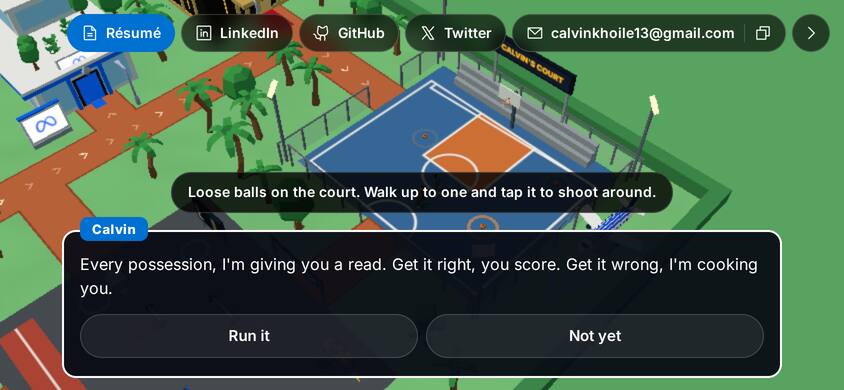 Résumé
LinkedIn
GitHub
Twitter
calvinkhoile13@gmail.com
CALVIN'S COURT
Loose balls on the court. Walk up to one and tap it to shoot around.
Calvin
Every possession, I'm giving you a read. Get it right, you score. Get it wrong, I'm cooking
you.
Run it
Not yet